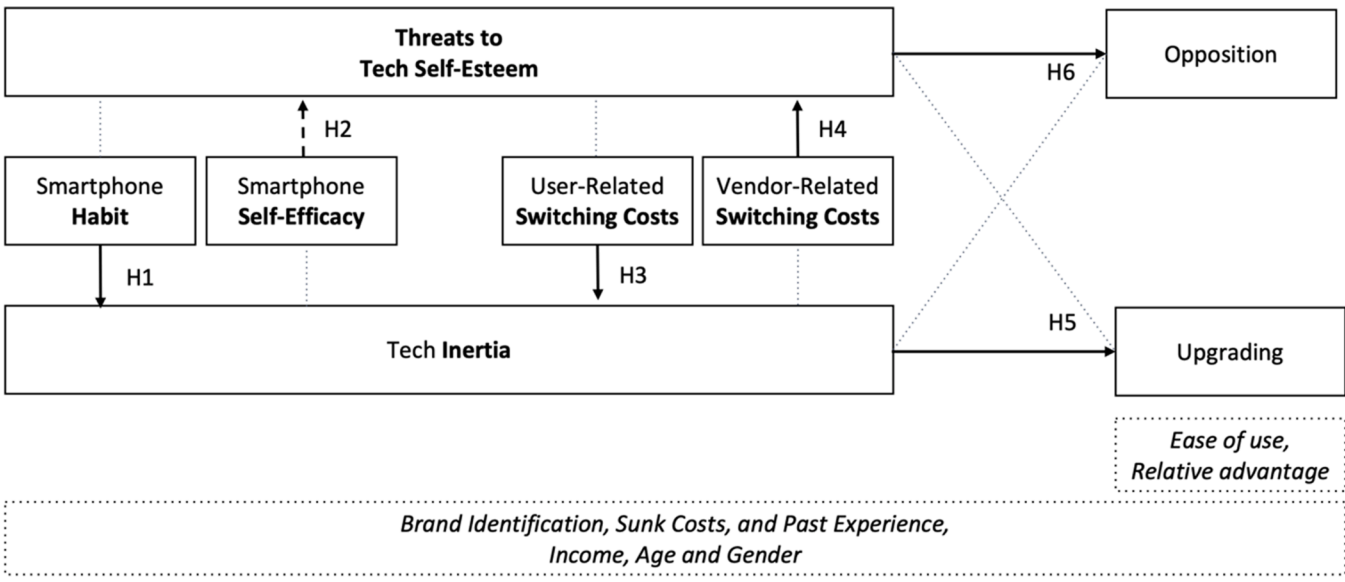 Threats to
Tech Self-Esteem
H6
Opposition
H2
H4
Smartphone
Habit
Smartphone
Self-Efficacy
User-Related
Switching Costs
Vendor-Related
Switching Costs
H1
H3
H5
Tech Inertia
Upgrading
Ease of use,
Relative advantage
Brand Identification, Sunk Costs, and Past Experience,
Income, Age and Gender